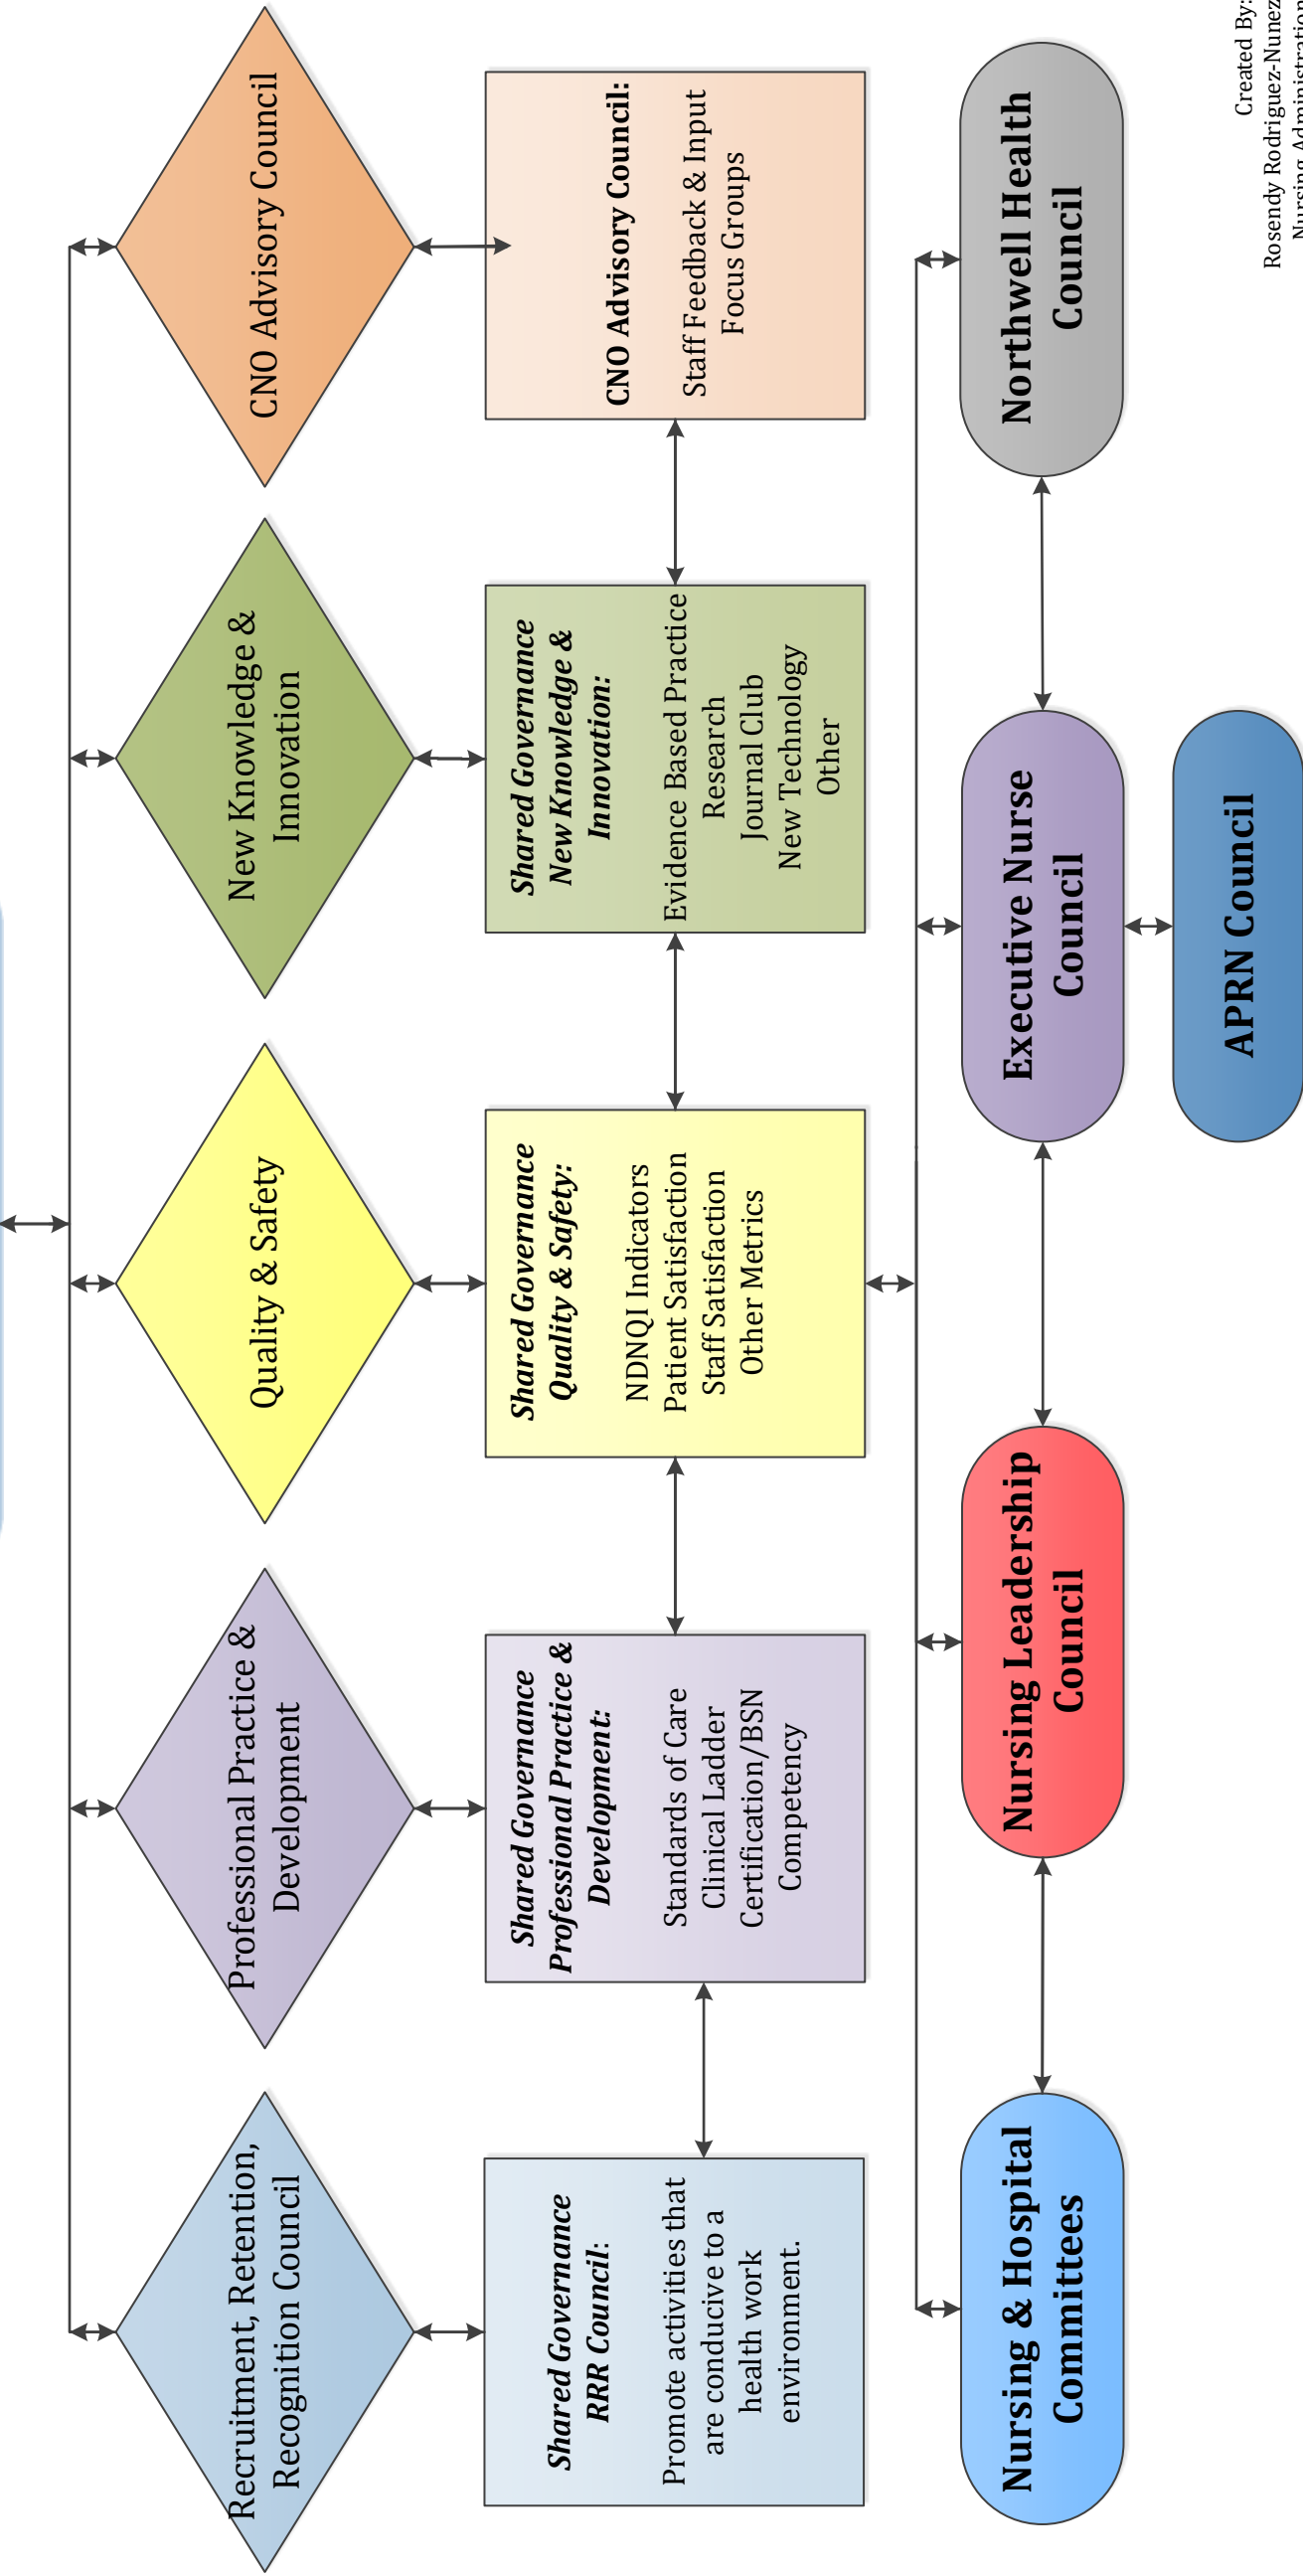 Recruitment, Retention,
Recognition Council
Professional Practice &
Development
Quality & Safety
New Knowledge &
Innovation
CNO Advisory Council
Shared Governance
RRR Council:
Promote activities that
are conducive to a
health work
environment.
Shared Governance
Professional Practice &
Development:
Standards of Care
Clinical Ladder
Certification/BSN
Competency
Shared Governance
Quality & Safety:
NDNQI Indicators
Patient Satisfaction
Staff Satisfaction
Other Metrics
Shared Governance
New Knowledge &
Innovation:
Evidence Based Practice
Research
Journal Club
New Technology
Other
CNO Advisory Council:
Staff Feedback & Input
Focus Groups
Nursing & Hospital
Committees
Nursing Leadership
Council
Executive Nurse
Council
Northwell Health
Council
APRN Council
Created By:
Rosendy Rodriguez-Nunez
Nursing Administration